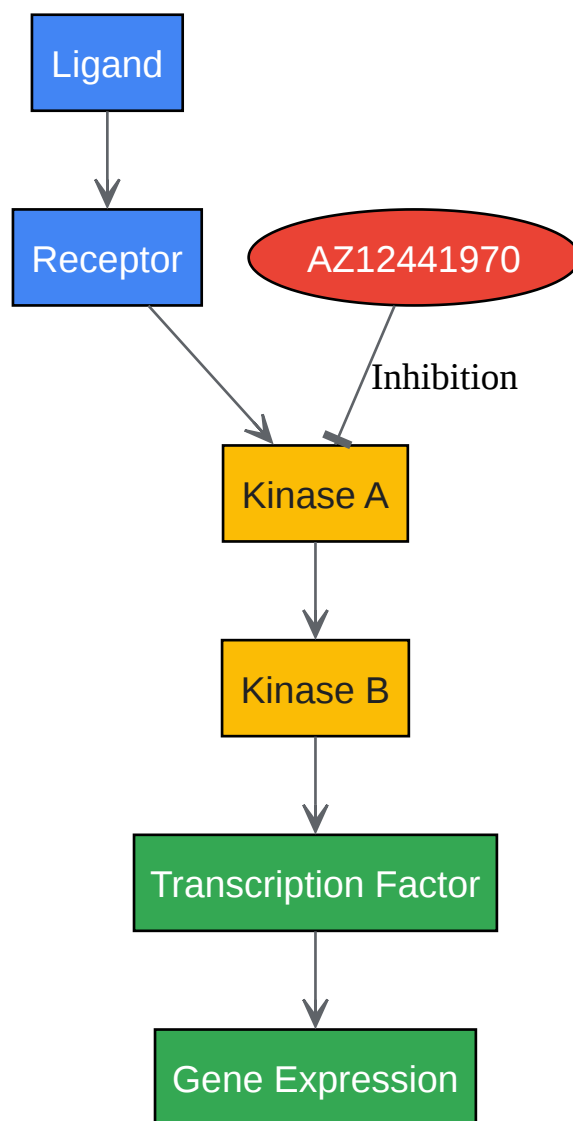 Ligand
Receptor
AZ12441970
Inhibition
Kinase A
Kinase B
Transcription Factor
Gene Expression